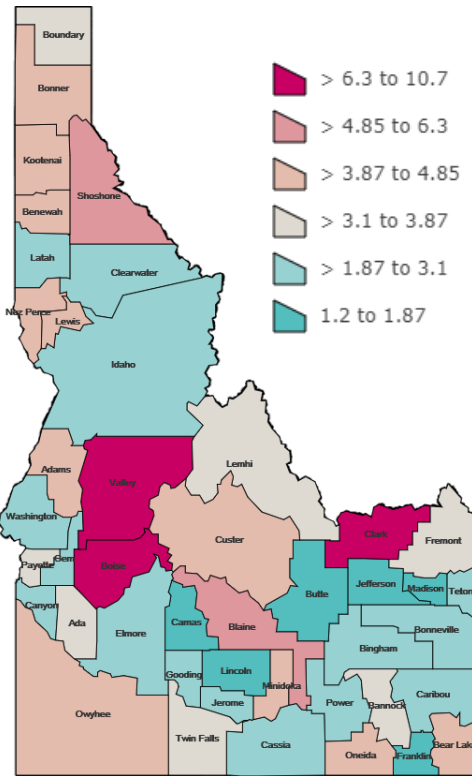 Boundary
Bonner
> 6.3 to 10.7
> 4.85 to 6.3
Kootenai
> 3.87 to 4.85
Benewah
Shoshone
> 3.1 to 3.87
Latah
Clearwater
> 1.87 to 3.1
Nez Perce
Lewis
1.2 to 1.87
Idaho
Lemhi
Adams
Valley
Washington
Custer
Clark
Fremont
Payette
Gem
Boise
Butte
Jefferson
Madison
Teton
Canyon
Ada
Elmore
Camas
Blaine
Bonneville
Bingham
Gooding
Lincoln
Minidoka
Jerome
Power
Bannock
Caribou
Owyhee
Twin Falls
Cassia
Oneida
Franklin
Bear Lake